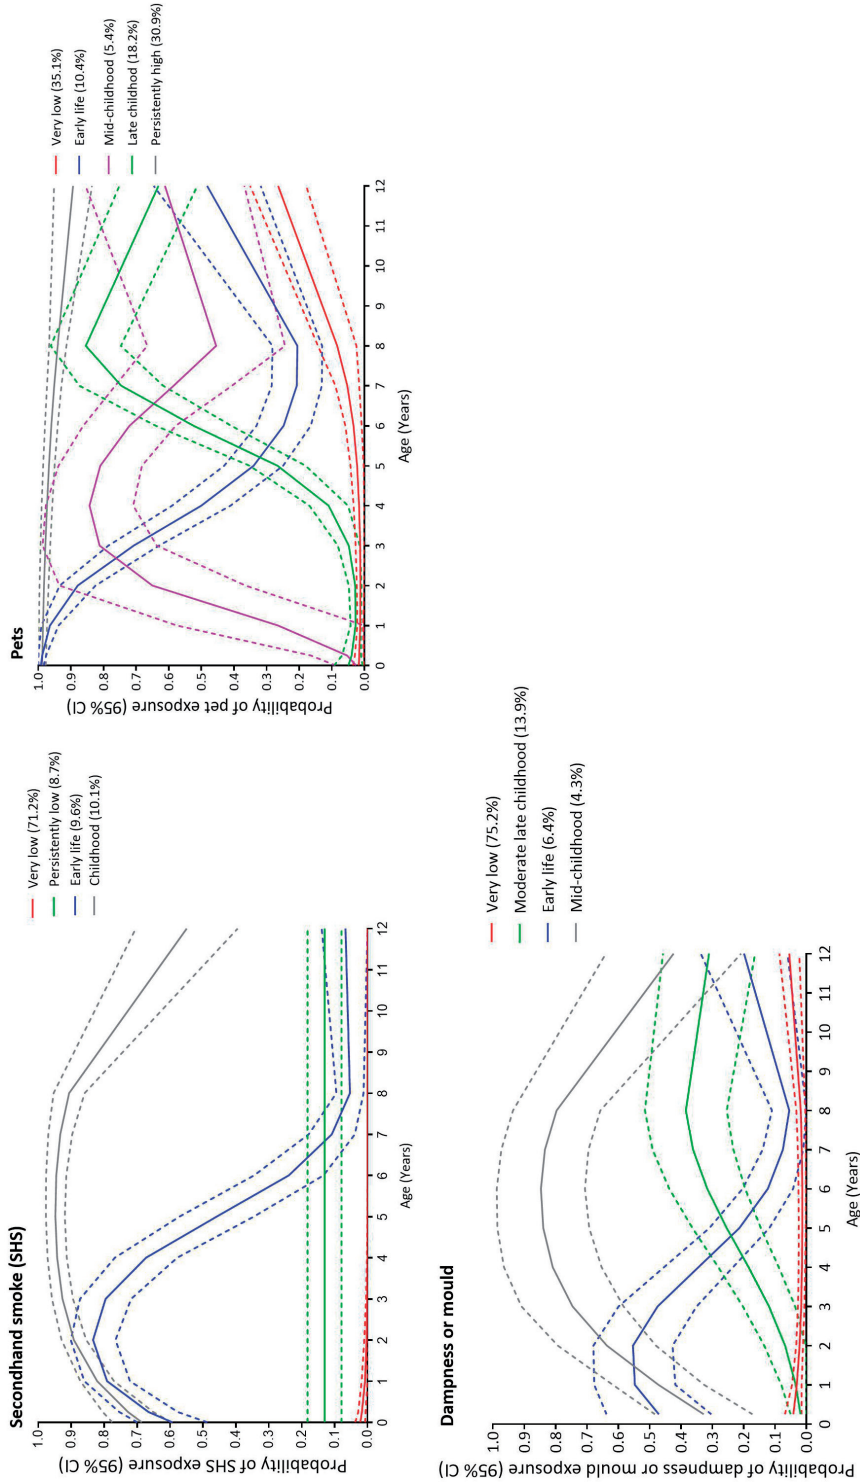 Secondhand smoke (SHS)
Probability of SHS exposure (95% CI)
1.0
0.9
0.8
0.7
0.6
0.5
0.4
0.3
0.2
0.1
0.0
0 1 2 3 4 5 6 7 8 9 10 11 12
Age (Years)
Very low (71.2%)
Persistently low (8.7%)
Early life (9.6%)
Childhood (10.1%)
Pets
Probability of pet exposure (95% CI)
1.0
0.9
0.8
0.7
0.6
0.5
0.4
0.3
0.2
0.1
0.0
0 1 2 3 4 5 6 7 8 9 10 11 12
Age (Years)
Very low (35.1%)
Early life (10.4%)
Mid-childhood (5.4%)
Late childhod (18.2%)
Persistently high (30.9%)
Dampness or mould
Probability of dampness or mould exposure (95% CI)
1.0
0.9
0.8
0.7
0.6
0.5
0.4
0.3
0.2
0.1
0.0
0 1 2 3 4 5 6 7 8 9 10 11 12
Age (Years)
Very low (75.2%)
Moderate late childhood (13.9%)
Early life (6.4%)
Mid-childhood (4.3%)